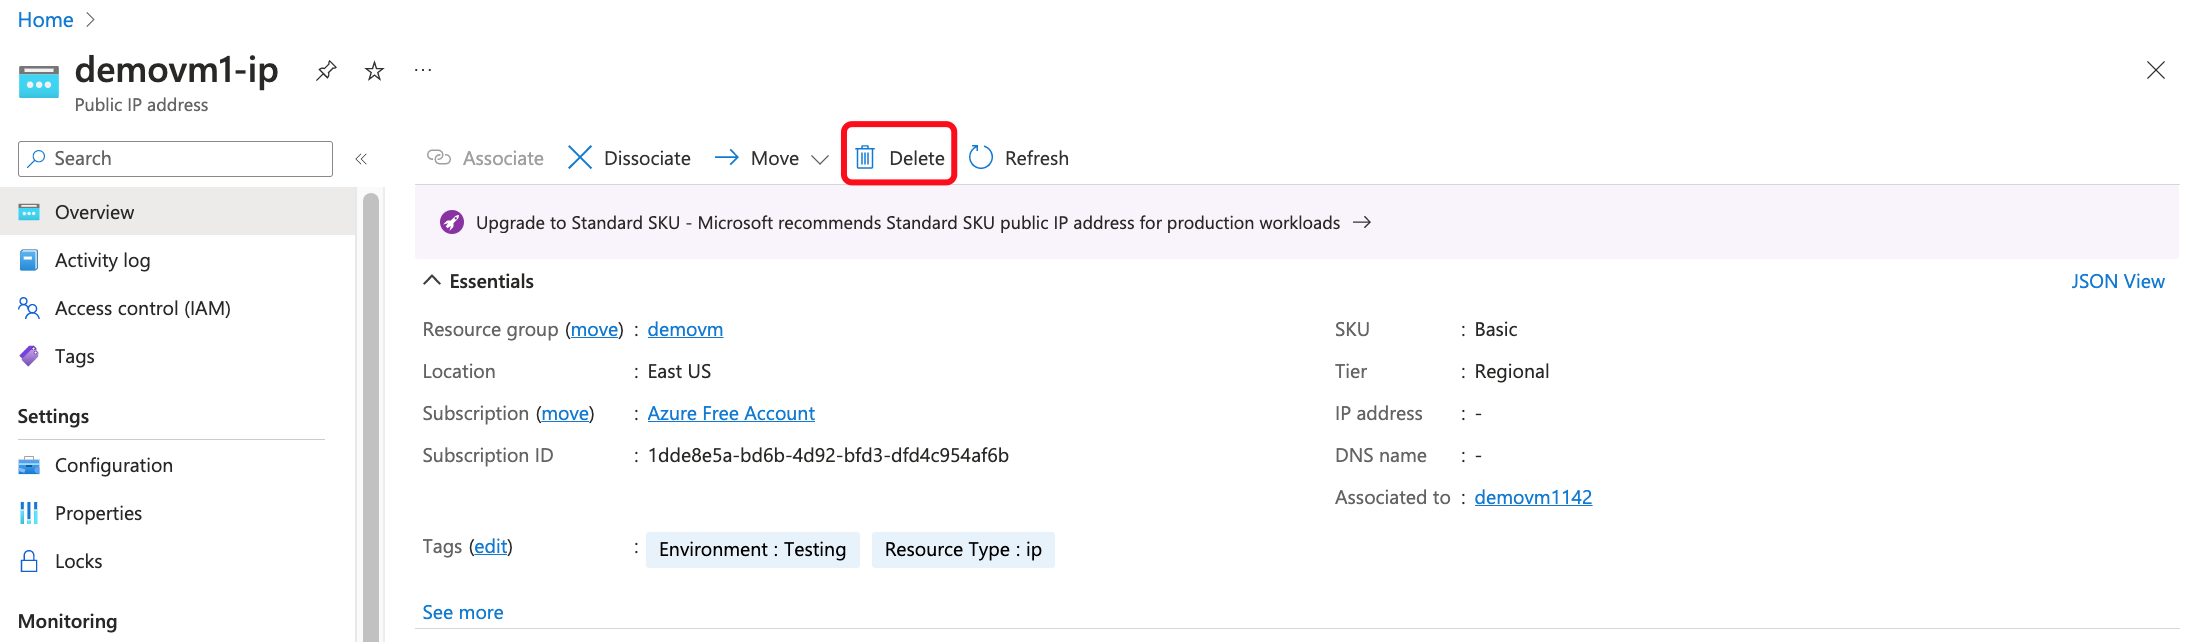 Home
demovm1-ip
Public IP address
Search
Overview
Activity log
Access control (IAM)
Tags
Settings
Configuration
Properties
Locks
Monitoring
Associate Dissociate Move Delete Refresh
Upgrade to Standard SKU - Microsoft recommends Standard SKU public IP address for production workloads
Essentials JSON View
Resource group (move) : demovm
Location : East US
Subscription (move) : Azure Free Account
Subscription ID : 1dde8e5a-bd6b-4d92-bfd3-dfd4c954af6b
SKU : Basic
Tier : Regional
IP address : -
DNS name : -
Associated to : demovm1142
Tags (edit) : Environment : Testing Resource Type : ip
See more